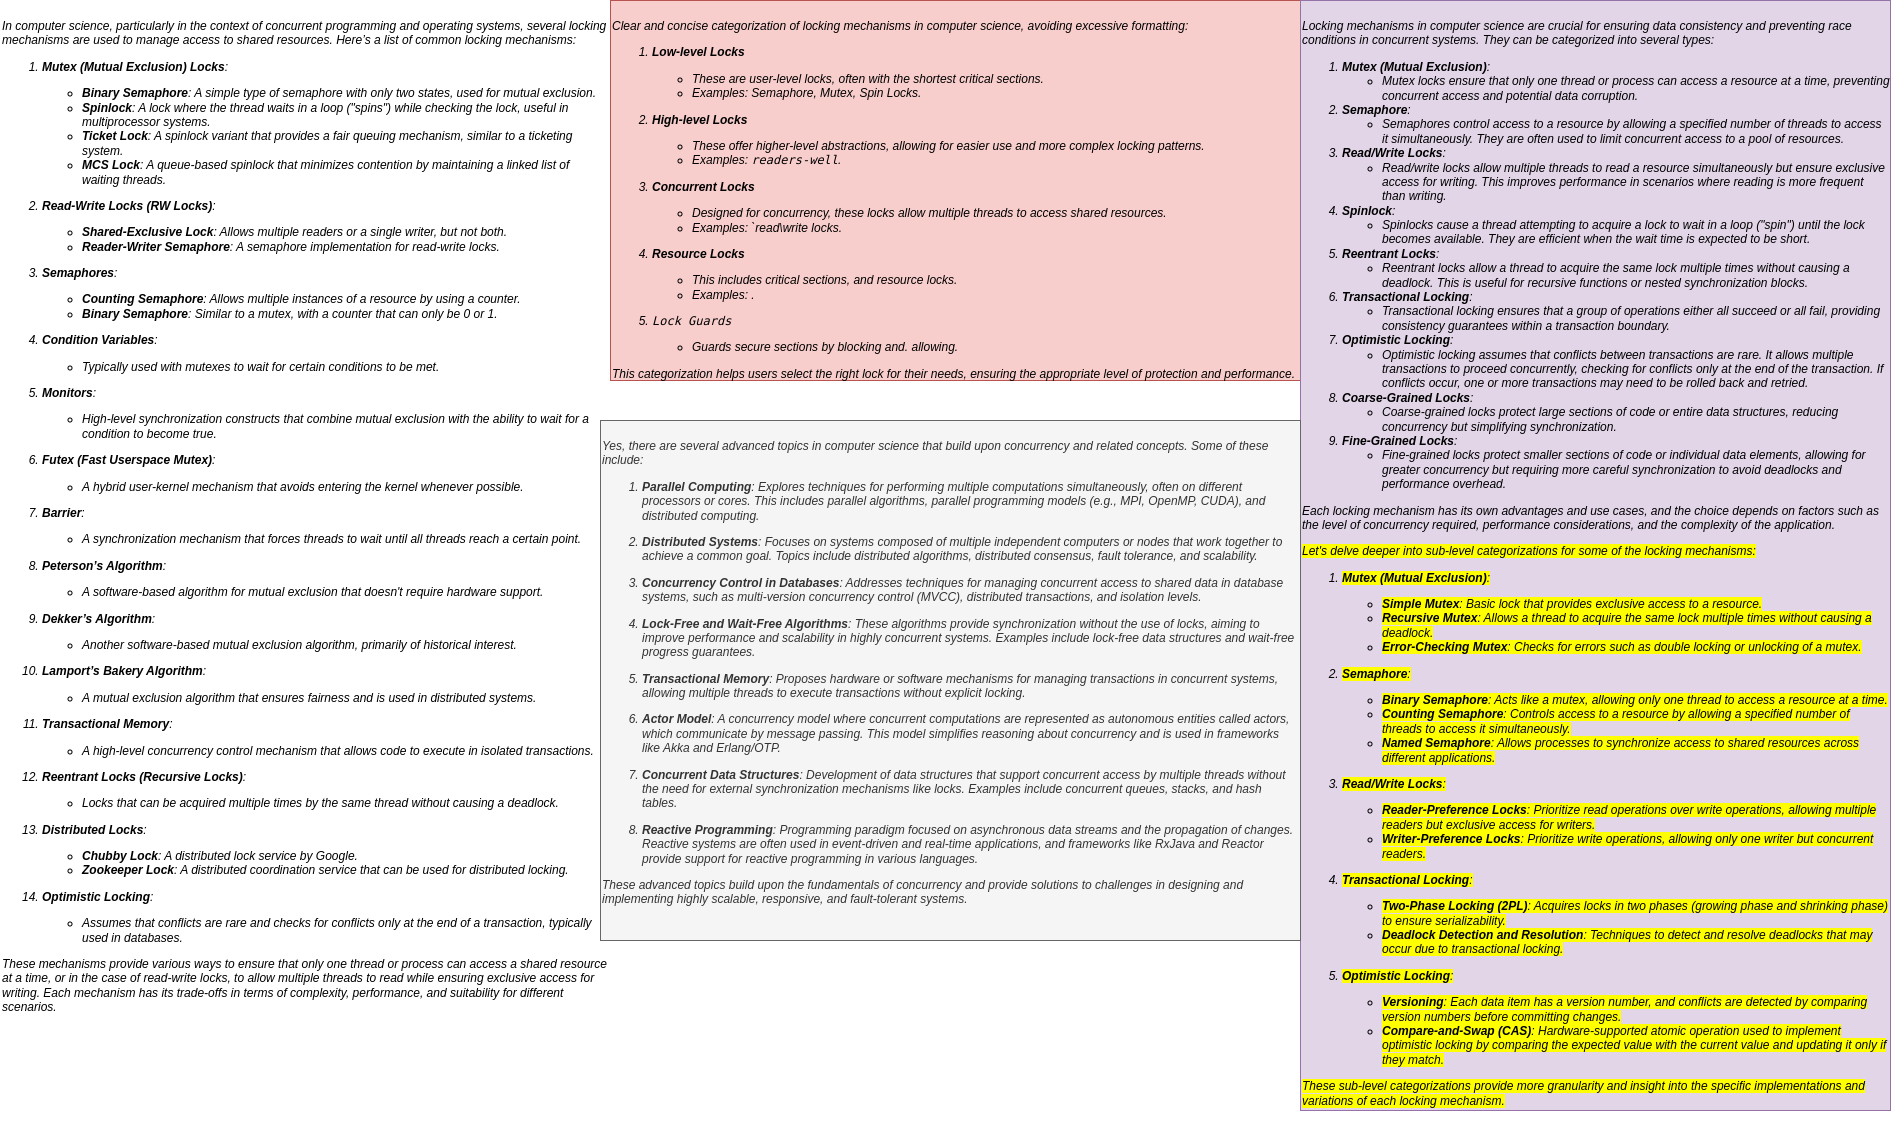 In computer science, particularly in the context of concurrent programming and operating systems, several locking
mechanisms are used to manage access to shared resources. Here's a list of common locking mechanisms:
1. Mutex (Mutual Exclusion) Locks:
◦ Binary Semaphore: A simple type of semaphore with only two states, used for mutual exclusion.
◦ Spinlock: A lock where the thread waits in a loop ("spins") while checking the lock, useful in
multiprocessor systems.
◦ Ticket Lock: A spinlock variant that provides a fair queuing mechanism, similar to a ticketing
system.
◦ MCS Lock: A queue-based spinlock that minimizes contention by maintaining a linked list of
waiting threads.
2. Read-Write Locks (RW Locks):
◦ Shared-Exclusive Lock: Allows multiple readers or a single writer, but not both.
◦ Reader-Writer Semaphore: A semaphore implementation for read-write locks.
3. Semaphores:
◦ Counting Semaphore: Allows multiple instances of a resource by using a counter.
◦ Binary Semaphore: Similar to a mutex, with a counter that can only be 0 or 1.
4. Condition Variables:
◦ Typically used with mutexes to wait for certain conditions to be met.
5. Monitors:
◦ High-level synchronization constructs that combine mutual exclusion with the ability to wait for a
condition to become true.
6. Futex (Fast Userspace Mutex):
◦ A hybrid user-kernel mechanism that avoids entering the kernel whenever possible.
7. Barrier:
◦ A synchronization mechanism that forces threads to wait until all threads reach a certain point.
8. Peterson's Algorithm:
◦ A software-based algorithm for mutual exclusion that doesn't require hardware support.
9. Dekker's Algorithm:
◦ Another software-based mutual exclusion algorithm, primarily of historical interest.
10. Lamport's Bakery Algorithm:
◦ A mutual exclusion algorithm that ensures fairness and is used in distributed systems.
11. Transactional Memory:
◦ A high-level concurrency control mechanism that allows code to execute in isolated transactions.
12. Reentrant Locks (Recursive Locks):
◦ Locks that can be acquired multiple times by the same thread without causing a deadlock.
13. Distributed Locks:
◦ Chubby Lock: A distributed lock service by Google.
◦ Zookeeper Lock: A distributed coordination service that can be used for distributed locking.
14. Optimistic Locking:
◦ Assumes that conflicts are rare and checks for conflicts only at the end of a transaction, typically
used in databases.
These mechanisms provide various ways to ensure that only one thread or process can access a shared resource
at a time, or in the case of read-write locks, to allow multiple threads to read while ensuring exclusive access for
writing. Each mechanism has its trade-offs in terms of complexity, performance, and suitability for different
scenarios.
Clear and concise categorization of locking mechanisms in computer science, avoiding excessive formatting:
1. Low-level Locks
◦ These are user-level locks, often with the shortest critical sections.
◦ Examples: Semaphore, Mutex, Spin Locks.
2. High-level Locks
◦ These offer higher-level abstractions, allowing for easier use and more complex locking patterns.
◦ Examples: readers-well.
3. Concurrent Locks
◦ Designed for concurrency, these locks allow multiple threads to access shared resources.
◦ Examples: `read\write locks.
4. Resource Locks
◦ This includes critical sections, and resource locks.
◦ Examples: .
5. Lock Guards
◦ Guards secure sections by blocking and. allowing.
This categorization helps users select the right lock for their needs, ensuring the appropriate level of protection and performance.
Yes, there are several advanced topics in computer science that build upon concurrency and related concepts. Some of these
include:
1. Parallel Computing: Explores techniques for performing multiple computations simultaneously, often on different
processors or cores. This includes parallel algorithms, parallel programming models (e.g., MPI, OpenMP, CUDA), and
distributed computing.
2. Distributed Systems: Focuses on systems composed of multiple independent computers or nodes that work together to
achieve a common goal. Topics include distributed algorithms, distributed consensus, fault tolerance, and scalability.
3. Concurrency Control in Databases: Addresses techniques for managing concurrent access to shared data in database
systems, such as multi-version concurrency control (MVCC), distributed transactions, and isolation levels.
4. Lock-Free and Wait-Free Algorithms: These algorithms provide synchronization without the use of locks, aiming to
improve performance and scalability in highly concurrent systems. Examples include lock-free data structures and wait-free
progress guarantees.
5. Transactional Memory: Proposes hardware or software mechanisms for managing transactions in concurrent systems,
allowing multiple threads to execute transactions without explicit locking.
6. Actor Model: A concurrency model where concurrent computations are represented as autonomous entities called actors,
which communicate by message passing. This model simplifies reasoning about concurrency and is used in frameworks
like Akka and Erlang/OTP.
7. Concurrent Data Structures: Development of data structures that support concurrent access by multiple threads without
the need for external synchronization mechanisms like locks. Examples include concurrent queues, stacks, and hash
tables.
8. Reactive Programming: Programming paradigm focused on asynchronous data streams and the propagation of changes.
Reactive systems are often used in event-driven and real-time applications, and frameworks like RxJava and Reactor
provide support for reactive programming in various languages.
These advanced topics build upon the fundamentals of concurrency and provide solutions to challenges in designing and
implementing highly scalable, responsive, and fault-tolerant systems.
Locking mechanisms in computer science are crucial for ensuring data consistency and preventing race
conditions in concurrent systems. They can be categorized into several types:
1. Mutex (Mutual Exclusion):
◦ Mutex locks ensure that only one thread or process can access a resource at a time, preventing
concurrent access and potential data corruption.
2. Semaphore:
◦ Semaphores control access to a resource by allowing a specified number of threads to access
it simultaneously. They are often used to limit concurrent access to a pool of resources.
3. Read/Write Locks:
◦ Read/write locks allow multiple threads to read a resource simultaneously but ensure exclusive
access for writing. This improves performance in scenarios where reading is more frequent
than writing.
4. Spinlock:
◦ Spinlocks cause a thread attempting to acquire a lock to wait in a loop ("spin") until the lock
becomes available. They are efficient when the wait time is expected to be short.
5. Reentrant Locks:
◦ Reentrant locks allow a thread to acquire the same lock multiple times without causing a
deadlock. This is useful for recursive functions or nested synchronization blocks.
6. Transactional Locking:
◦ Transactional locking ensures that a group of operations either all succeed or all fail, providing
consistency guarantees within a transaction boundary.
7. Optimistic Locking:
◦ Optimistic locking assumes that conflicts between transactions are rare. It allows multiple
transactions to proceed concurrently, checking for conflicts only at the end of the transaction. If
conflicts occur, one or more transactions may need to be rolled back and retried.
8. Coarse-Grained Locks:
◦ Coarse-grained locks protect large sections of code or entire data structures, reducing
concurrency but simplifying synchronization.
9. Fine-Grained Locks:
◦ Fine-grained locks protect smaller sections of code or individual data elements, allowing for
greater concurrency but requiring more careful synchronization to avoid deadlocks and
performance overhead.
Each locking mechanism has its own advantages and use cases, and the choice depends on factors such as
the level of concurrency required, performance considerations, and the complexity of the application.
Let's delve deeper into sub-level categorizations for some of the locking mechanisms:
1. Mutex (Mutual Exclusion):
◦ Simple Mutex: Basic lock that provides exclusive access to a resource.
◦ Recursive Mutex: Allows a thread to acquire the same lock multiple times without causing a
deadlock.
◦ Error-Checking Mutex: Checks for errors such as double locking or unlocking of a mutex.
2. Semaphore:
◦ Binary Semaphore: Acts like a mutex, allowing only one thread to access a resource at a time.
◦ Counting Semaphore: Controls access to a resource by allowing a specified number of
threads to access it simultaneously.
◦ Named Semaphore: Allows processes to synchronize access to shared resources across
different applications.
3. Read/Write Locks:
◦ Reader-Preference Locks: Prioritize read operations over write operations, allowing multiple
readers but exclusive access for writers.
◦ Writer-Preference Locks: Prioritize write operations, allowing only one writer but concurrent
readers.
4. Transactional Locking:
◦ Two-Phase Locking (2PL): Acquires locks in two phases (growing phase and shrinking phase)
to ensure serializability.
◦ Deadlock Detection and Resolution: Techniques to detect and resolve deadlocks that may
occur due to transactional locking.
5. Optimistic Locking:
◦ Versioning: Each data item has a version number, and conflicts are detected by comparing
version numbers before committing changes.
◦ Compare-and-Swap (CAS): Hardware-supported atomic operation used to implement
optimistic locking by comparing the expected value with the current value and updating it only if
they match.
These sub-level categorizations provide more granularity and insight into the specific implementations and
variations of each locking mechanism.